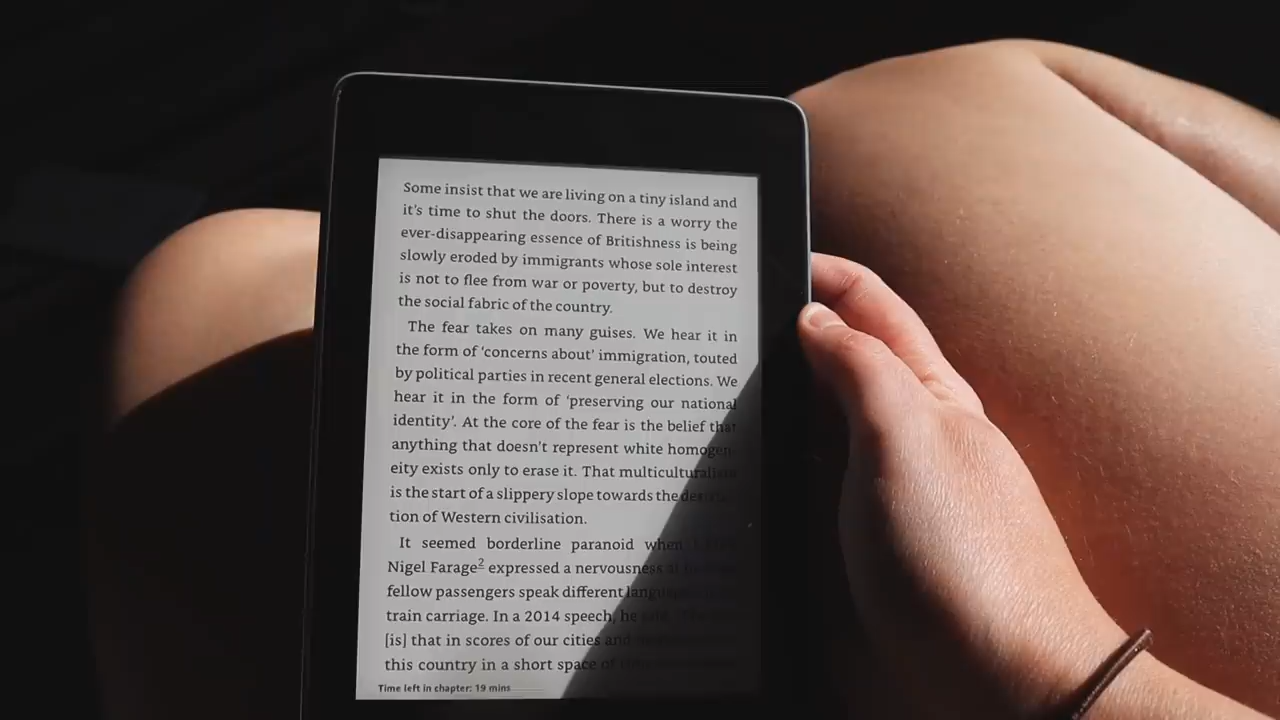 Some insist that we are living on a tiny island and
it's time to shut the doors. There is a worry the
ever-disappearing essence of Britishness is being
slowly eroded by immigrants whose sole interest
is not to flee from war or poverty, but to destroy
the social fabric of the country.
The fear takes on many guises. We hear it in
the form of ‘concerns about’ immigration, touted
by political parties in recent general elections. We
hear it in the form of ‘preserving our national
identity’. At the core of the fear is the belief that
anything that doesn't represent white homogen-
eity exists only to erase it. That multiculturalism
is the start of a slippery slope towards the
tion of Western civilisation.
It seemed borderline paranoid when
Nigel Farage² expressed a nervousness at
fellow passengers speak different
train carriage. In a 2014 speech, he
[is] that in scores of our cities and
this country in a short space of
Time left in chapter: 19 mins